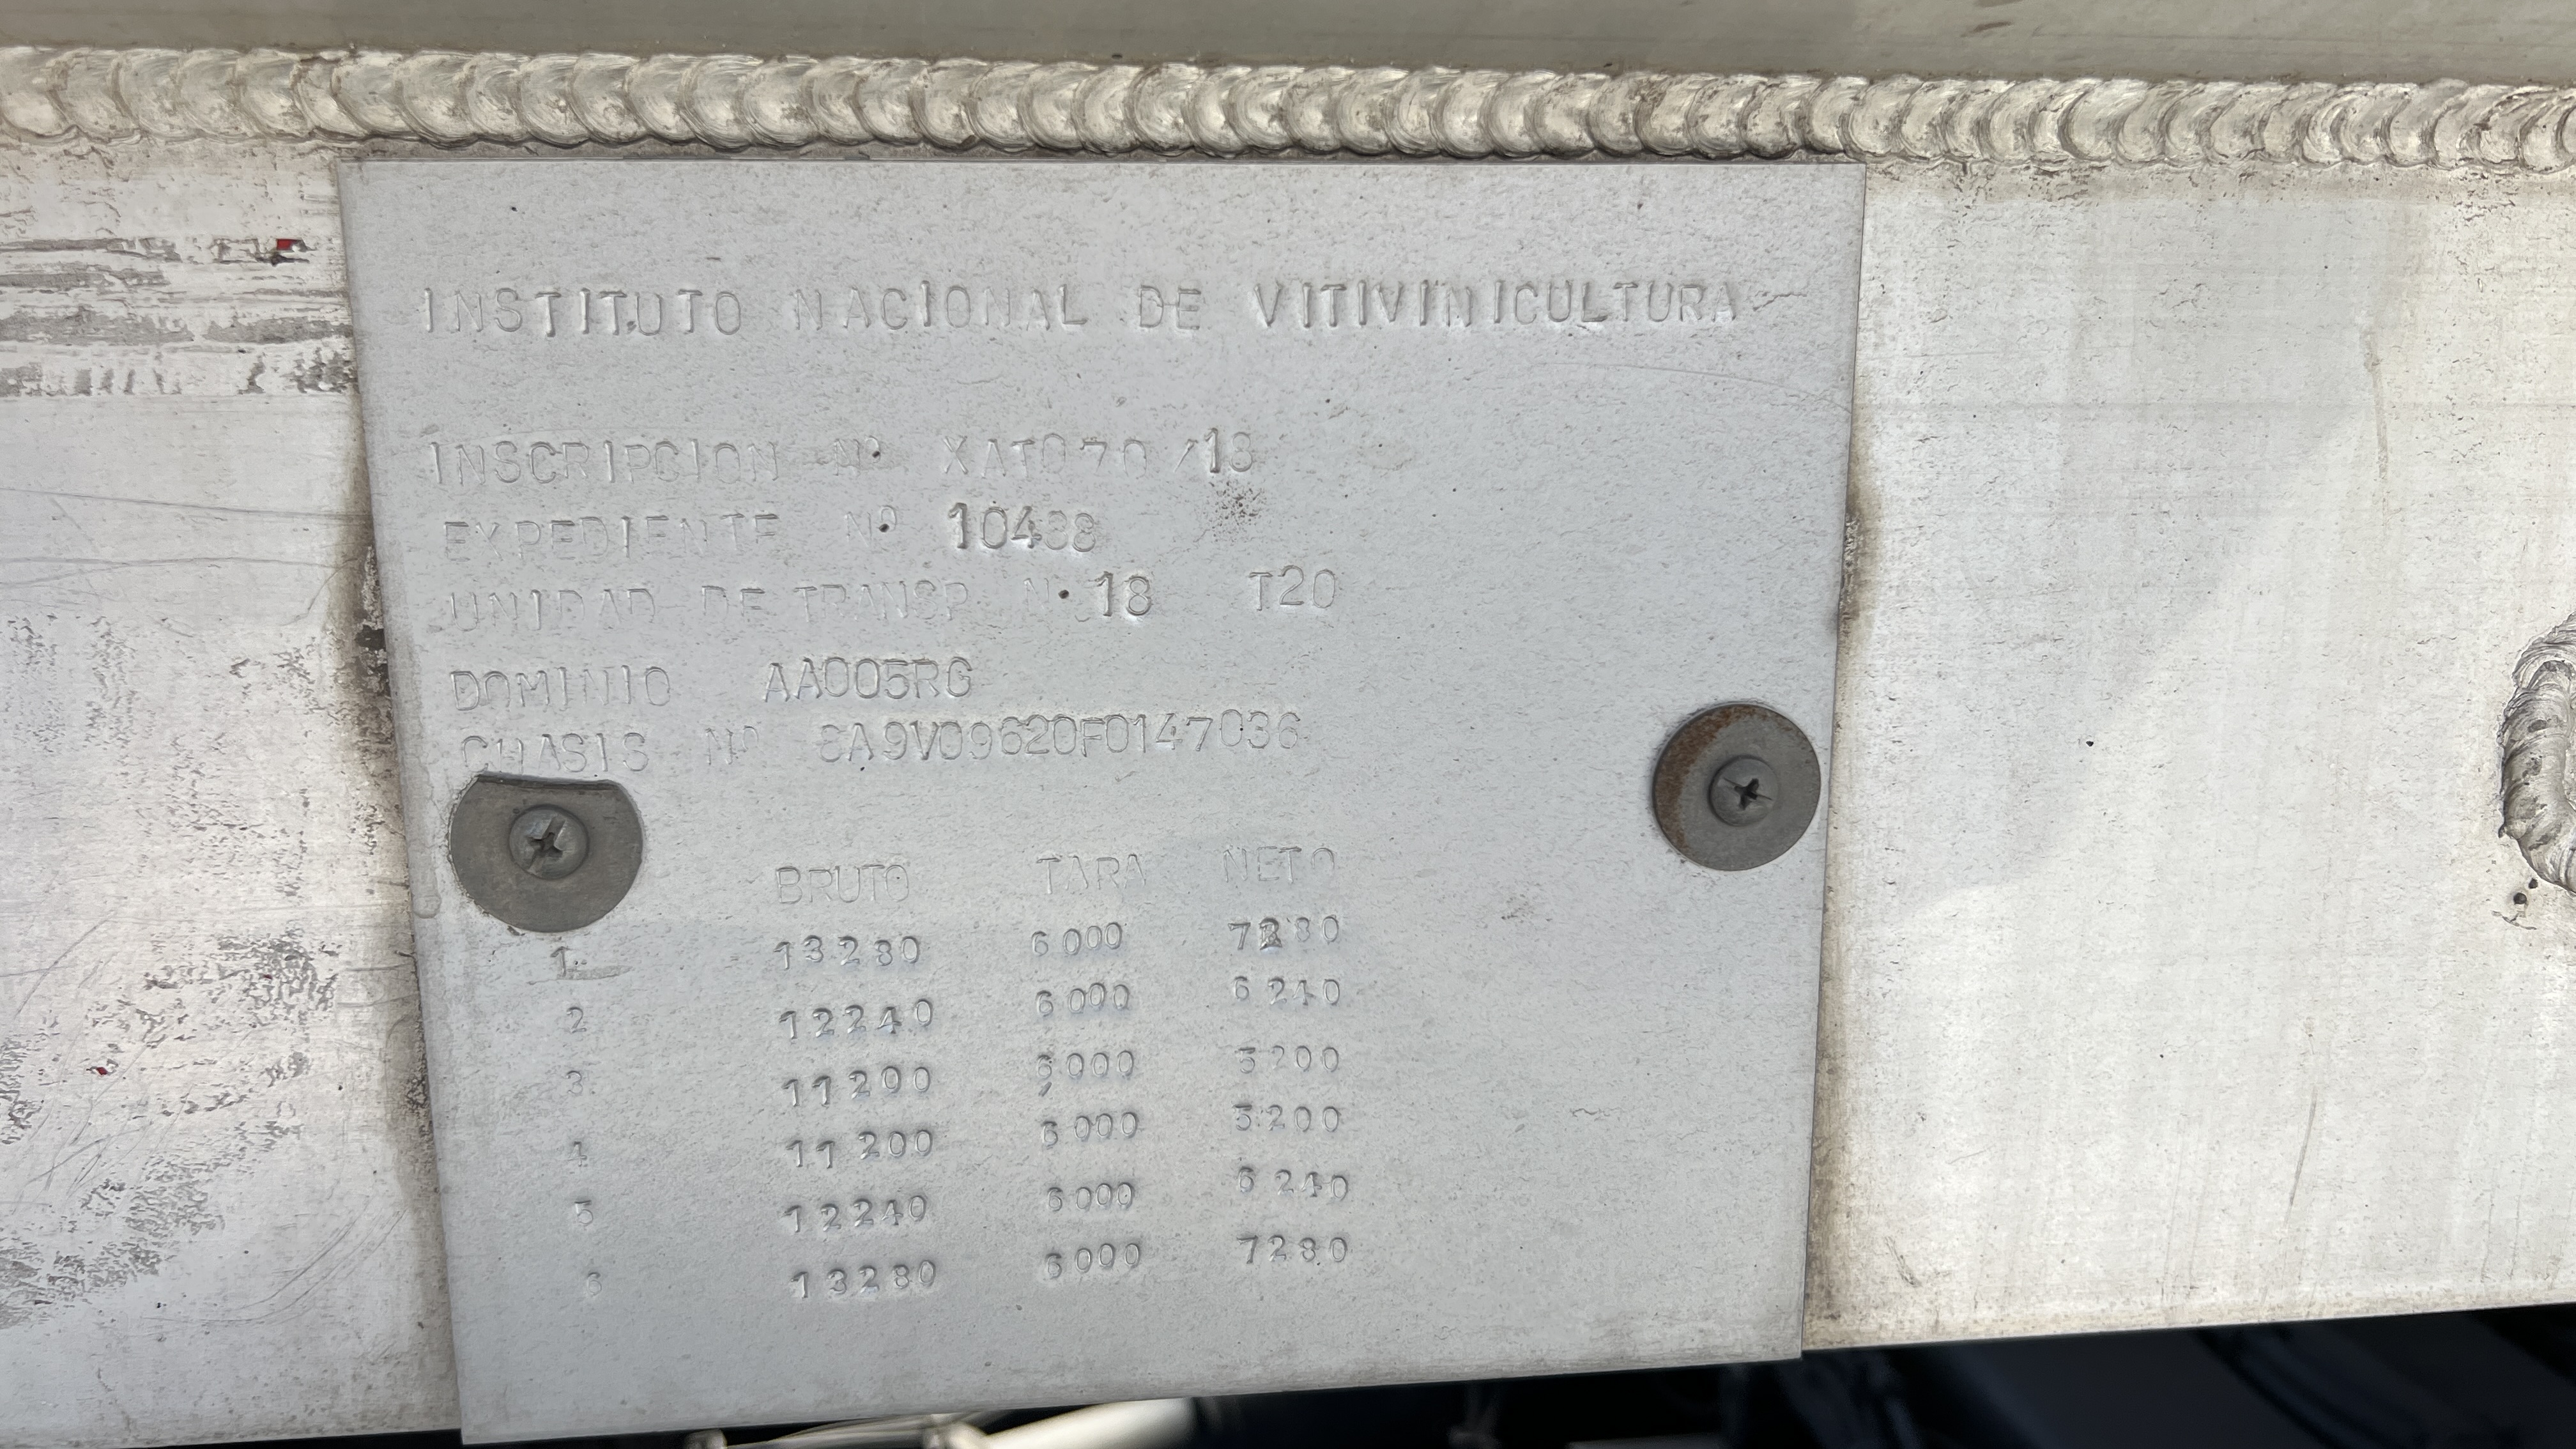 INSTITUTO NACIONAL DE VITIVINICULTURA
INSCRIPCION Nº XAT070/18
EXPEDIENTE Nº 10488
UNIDAD DE TRANSP. Nº 18 T20
DOMINIO AA005RG
CHASIS Nº 8A9V09620F0147036
BRUTO TARA NETO
1 13280 6000 7280
2 12240 6000 6240
3 11200 6000 5200
4 11200 6000 5200
5 12240 6000 6240
6 13280 6000 7280